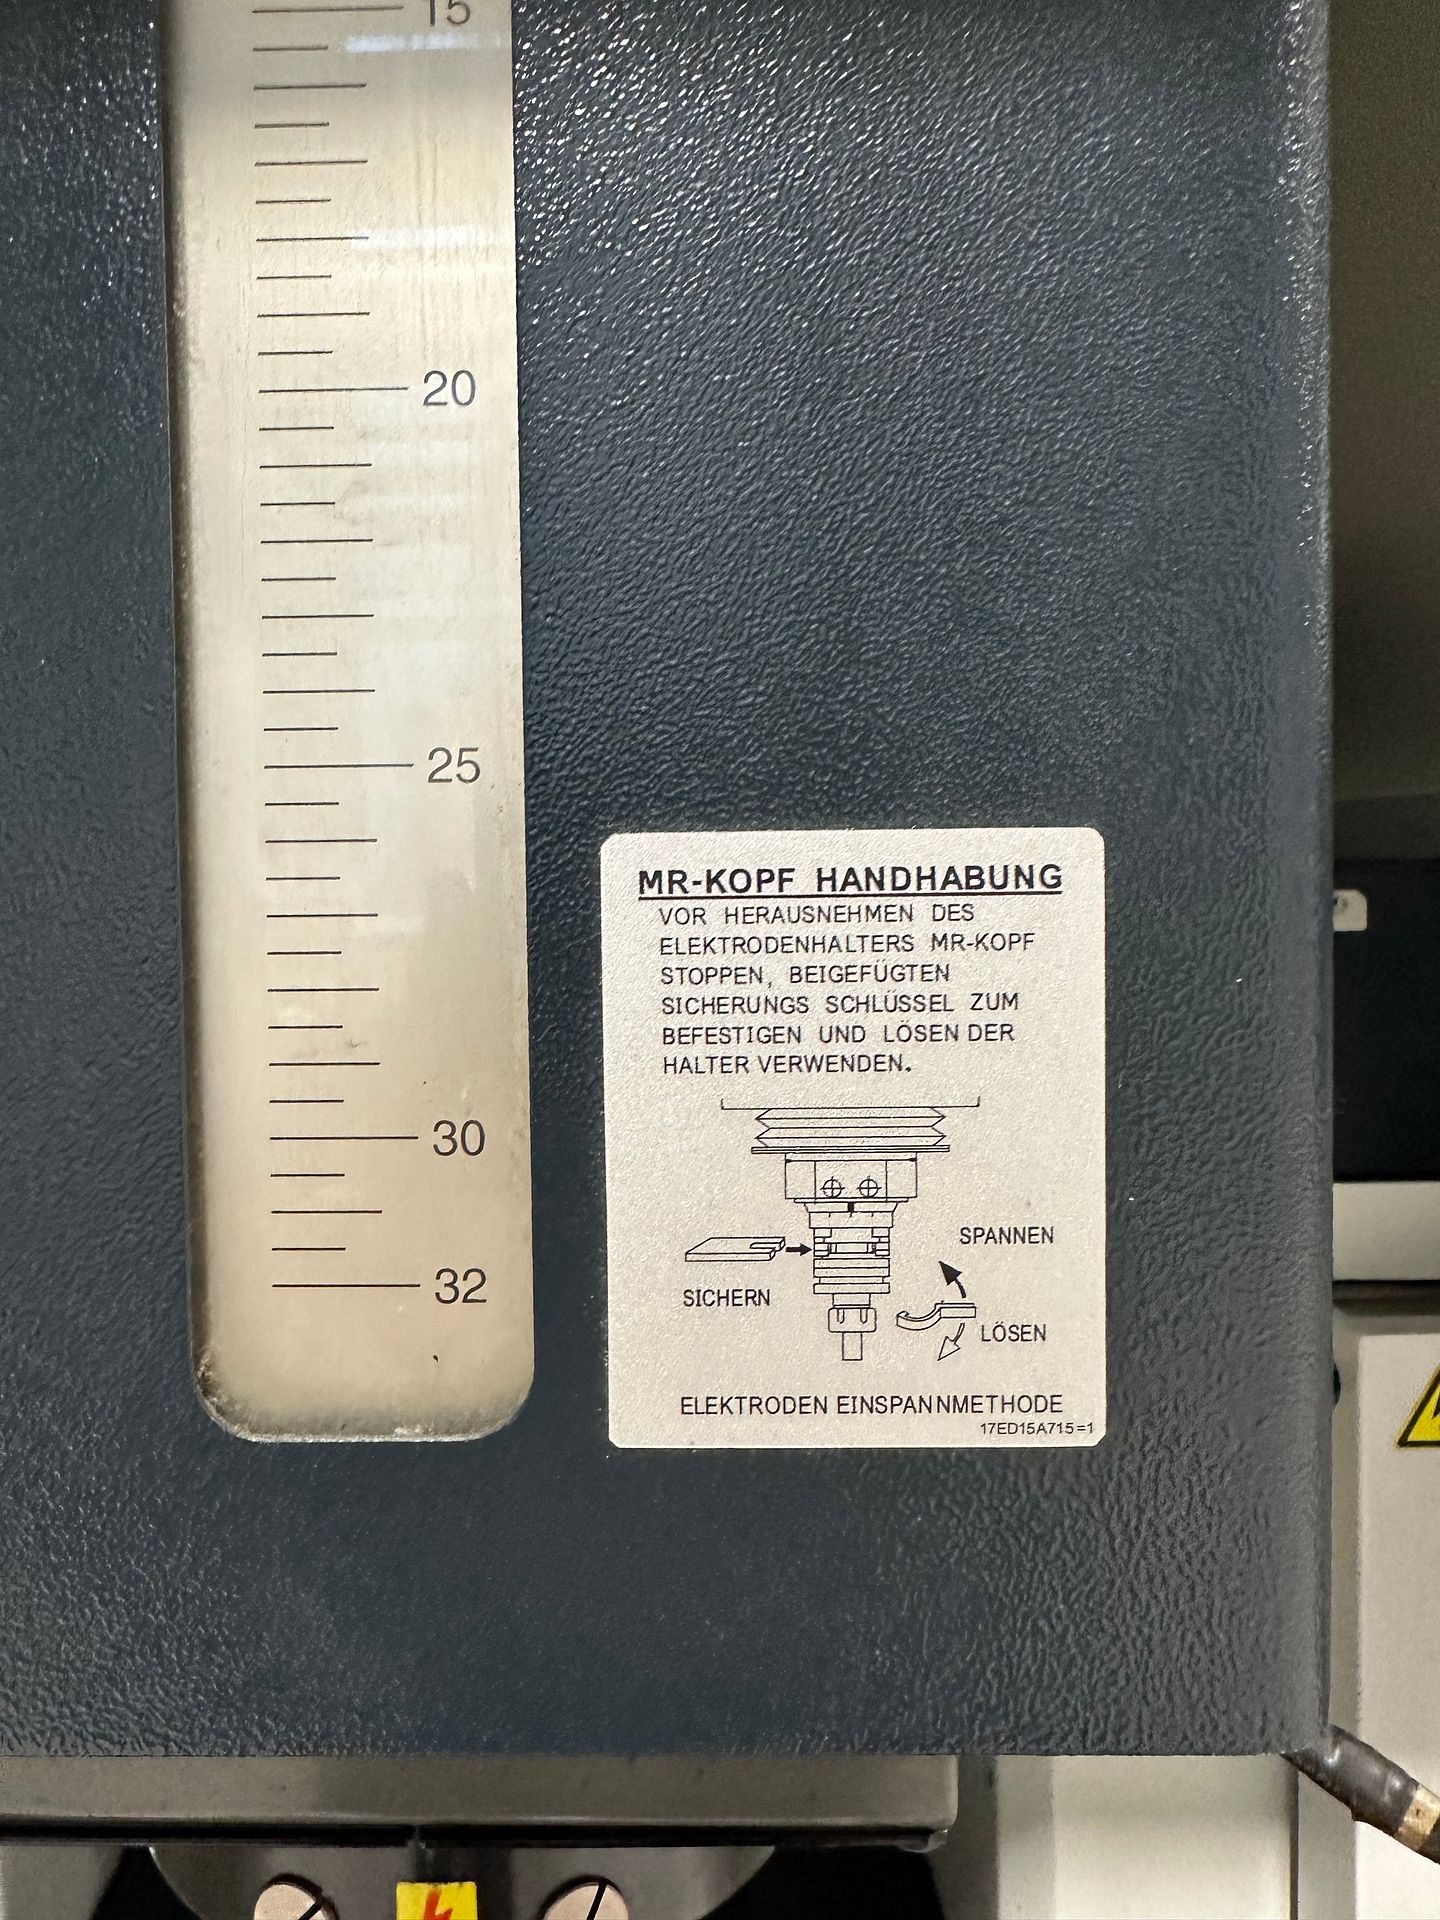 15
20
25
30
32
MR-KOPF HANDHABUNG
VOR HERAUSNEHMEN DES
ELEKTRODENHALTERS MR-KOPF
STOPPEN, BEIGEFÜGTEN
SICHERUNGS SCHLÜSSEL ZUM
BEFESTIGEN UND LÖSEN DER
HALTER VERWENDEN.
SPANNEN
SICHERN
LÖSEN
ELEKTRODEN EINSPANNMETHODE
17ED15A715=1